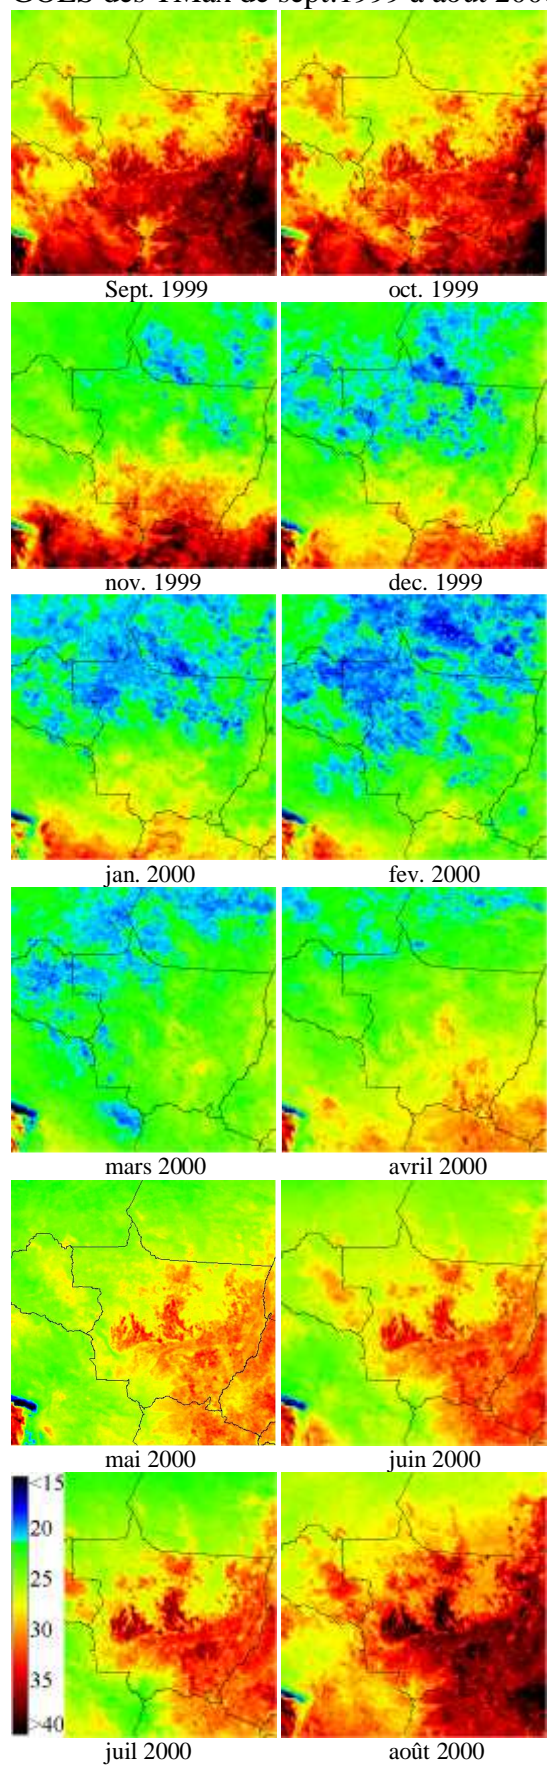 GOES des TMax de sept.1999 à août 200
Sept. 1999
oct. 1999
nov. 1999
dec. 1999
jan. 2000
fev. 2000
mars 2000
avril 2000
mai 2000
juin 2000
<15
20
25
30
35
>40
juil 2000
août 2000